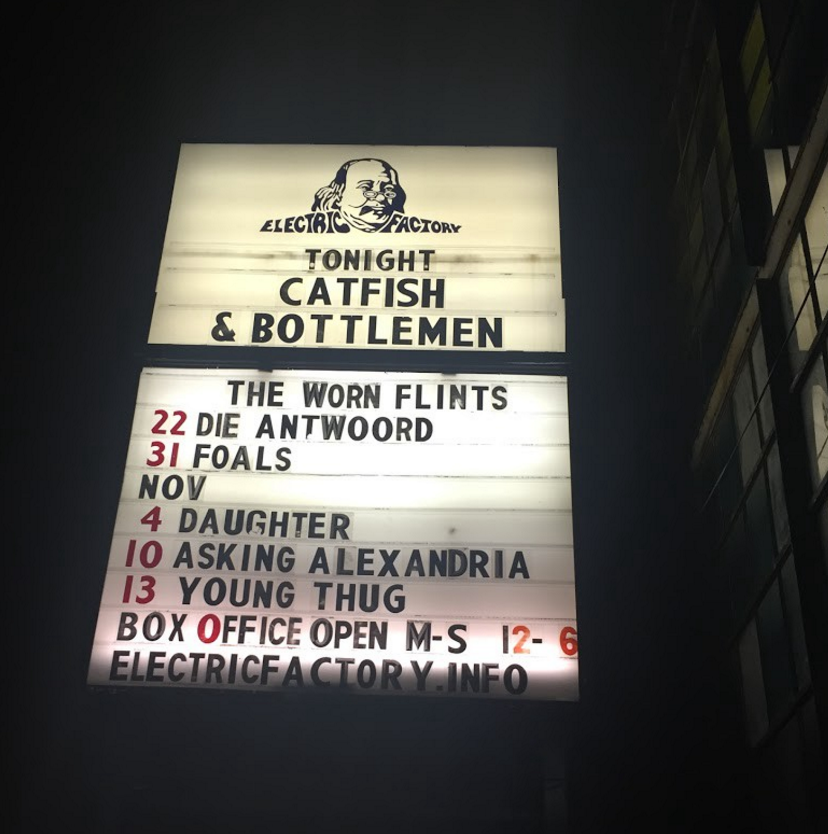 ELECTRIC FACTORY
TONIGHT
CATFISH
& BOTTLEMEN
THE WORN FLINTS
22 DIE ANTWOORD
31 FOALS
NOV
4 DAUGHTER
10 ASKING ALEXANDRIA
13 YOUNG THUG
BOX OFFICE OPEN M-S 12-6
ELECTRICFACTORY.INFO